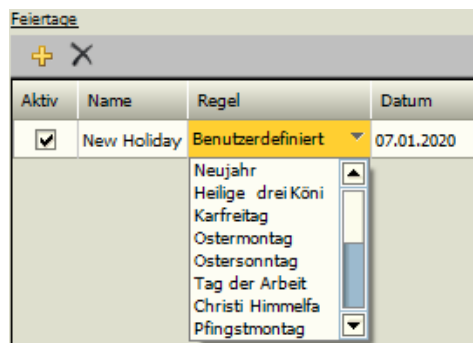 Feiertage
Aktiv Name Regel Datum
New Holiday Benutzerdefiniert 07.01.2020
Neujahr
Heilige drei Köni
Karfreitag
Ostermontag
Ostersonntag
Tag der Arbeit
Christi Himmelfa
Pfingstmontag